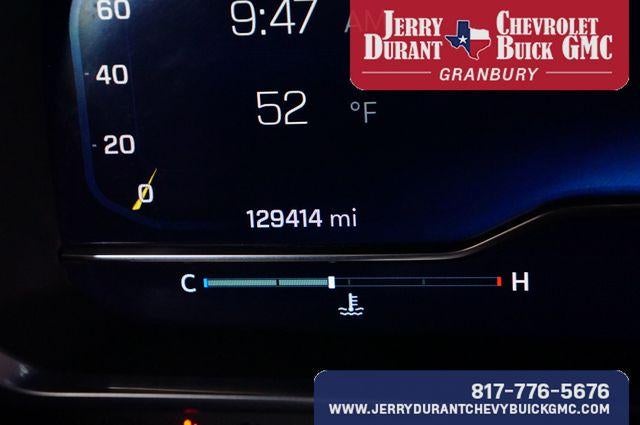 60
9:47 AM
JERRY CHEVROLET
DURANT BUICK GMC
GRANBURY
40
52 °F
20
0
129414 mi
C H
817-776-5676
WWW.JERRYDURANTCHEVYBUICKGMC.COM